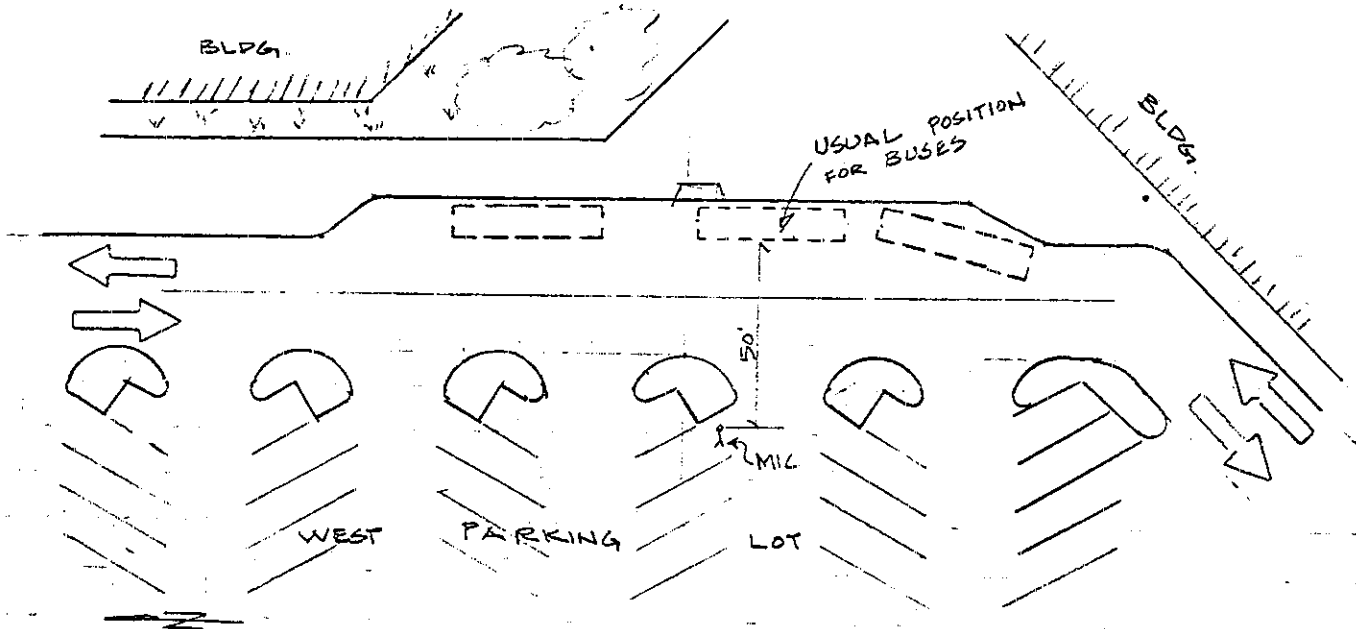 BLDG.
BLDG.
USUAL POSITION
FOR BUSES
50'
MIC
WEST PARKING LOT